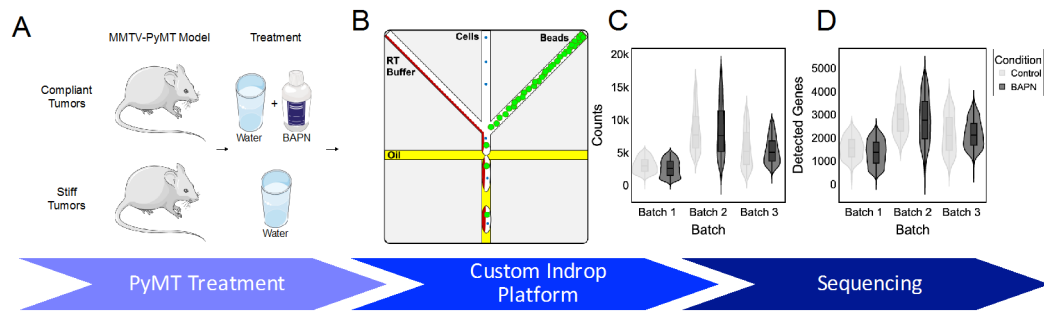 A
MMTV-PyMT Model
Treatment
Compliant
Tumors
+
Water
BAPN
Stiff
Tumors
Water
B
Cells
Beads
RT
Buffer
Oil
C
20k
15k
10k
5k
0
Counts
Batch 1
Batch 2
Batch 3
Batch
D
5000
4000
3000
2000
1000
0
Detected Genes
Batch 1
Batch 2
Batch 3
Batch
Condition
Control
BAPN
PyMT Treatment
Custom Indrop
Platform
Sequencing